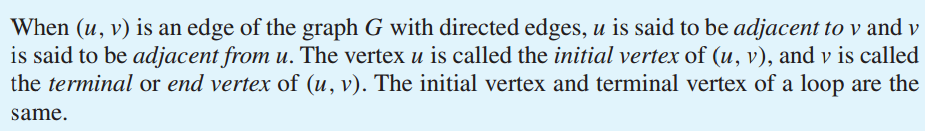 When (u, v) is an edge of the graph G with directed edges, u is said to be adjacent to v and v
is said to be adjacent from u. The vertex u is called the initial vertex of (u, v), and v is called
the terminal or end vertex of (u, v). The initial vertex and terminal vertex of a loop are the
same.